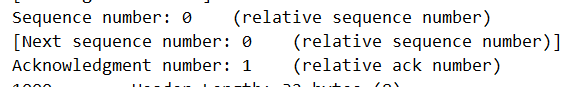 Sequence number: 0    (relative sequence number)
[Next sequence number: 0    (relative sequence number)]
Acknowledgment number: 1    (relative ack number)